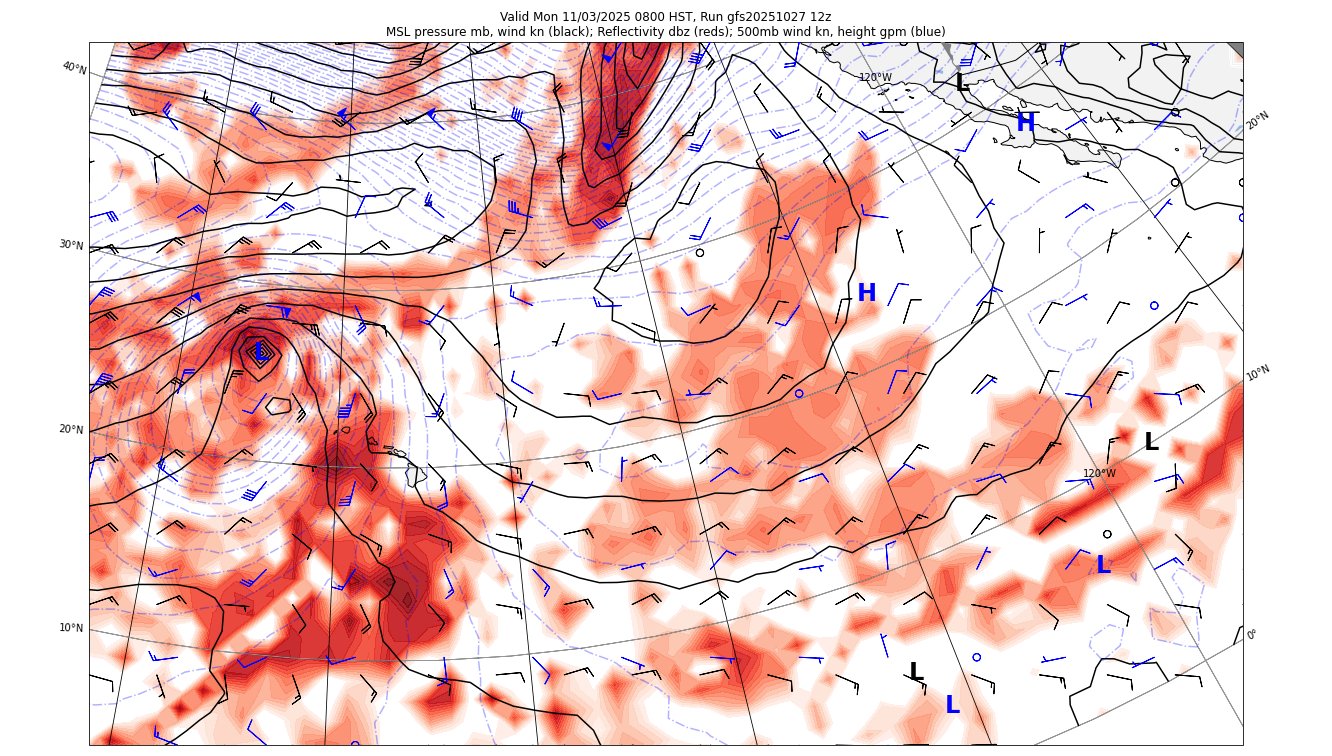 Valid Mon 11/03/2025 0800 HST, Run gfs20251027 12z
MSL pressure mb, wind kn (black); Reflectivity dbz (reds); 500mb wind kn, height gpm (blue)
40°N
120°W
L
20°N
H
30°N
H
L
10°N
20°N
L
120°W
L
10°N
0°
L
L